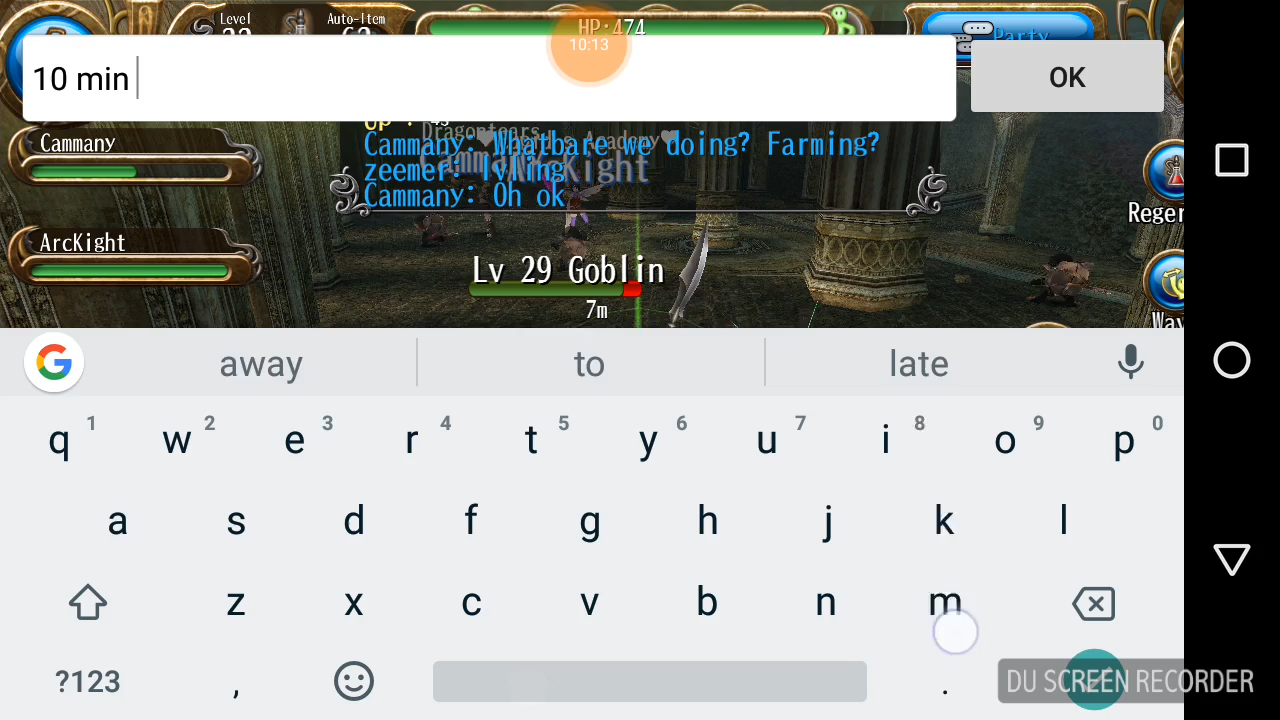 Level
Auto-Item
HP:474
10:13
Party
10 min
OK
Cammany
Dragontears
Cammany: Whatbare we doing? Farming?
zeemer: lvling
Cammany: Oh ok
ArcKight
Lv 29 Goblin
7m
away to late
q 1 w 2 e 3 r 4 t 5 y 6 u 7 i 8 o 9 p 0
a s d f g h j k l
z x c v b n m
?123 , .
DU SCREEN RECORDER